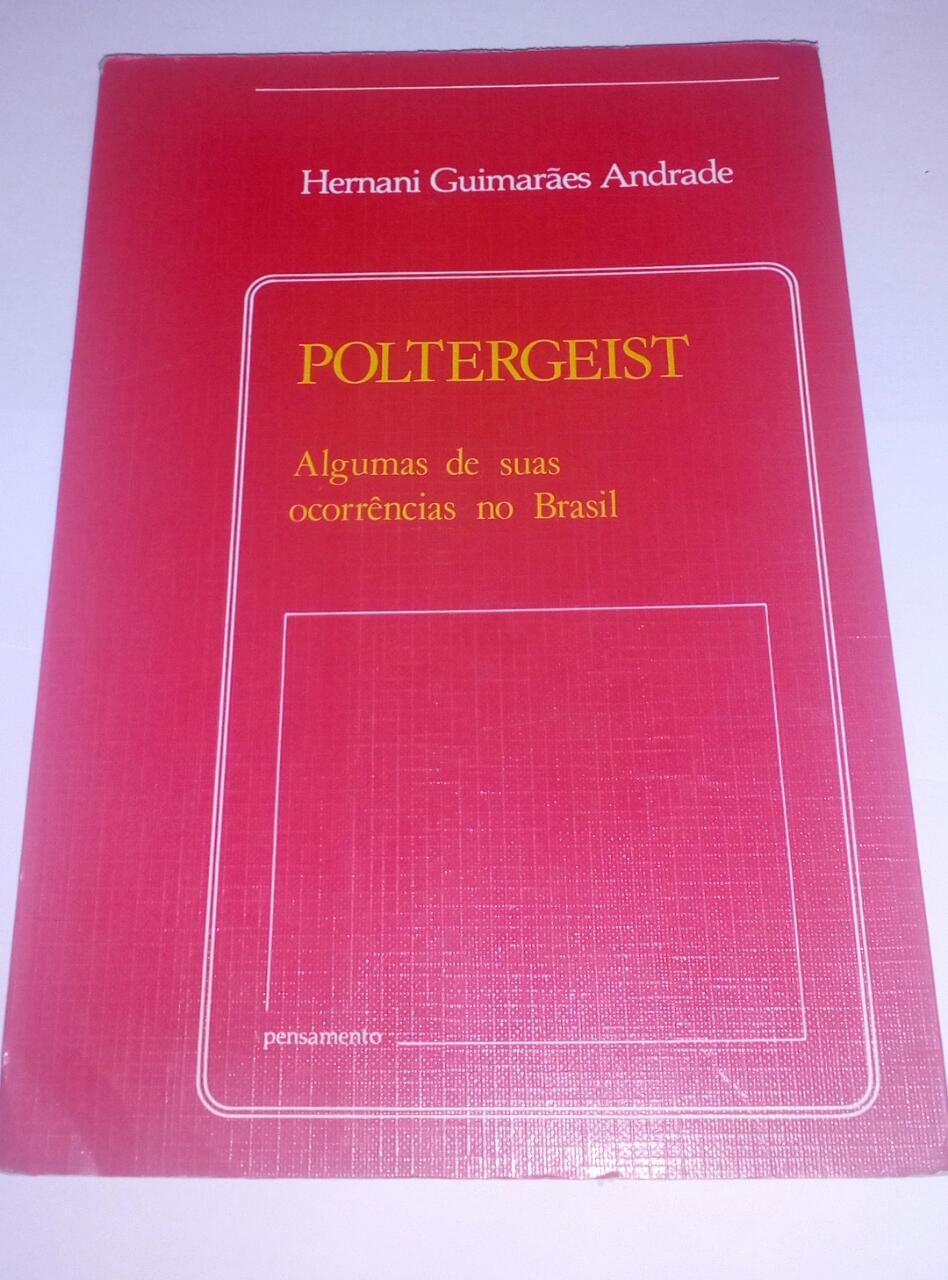 Hernani Guimarães Andrade
POLTERGEIST
Algumas de suas
ocorrências no Brasil
pensamento